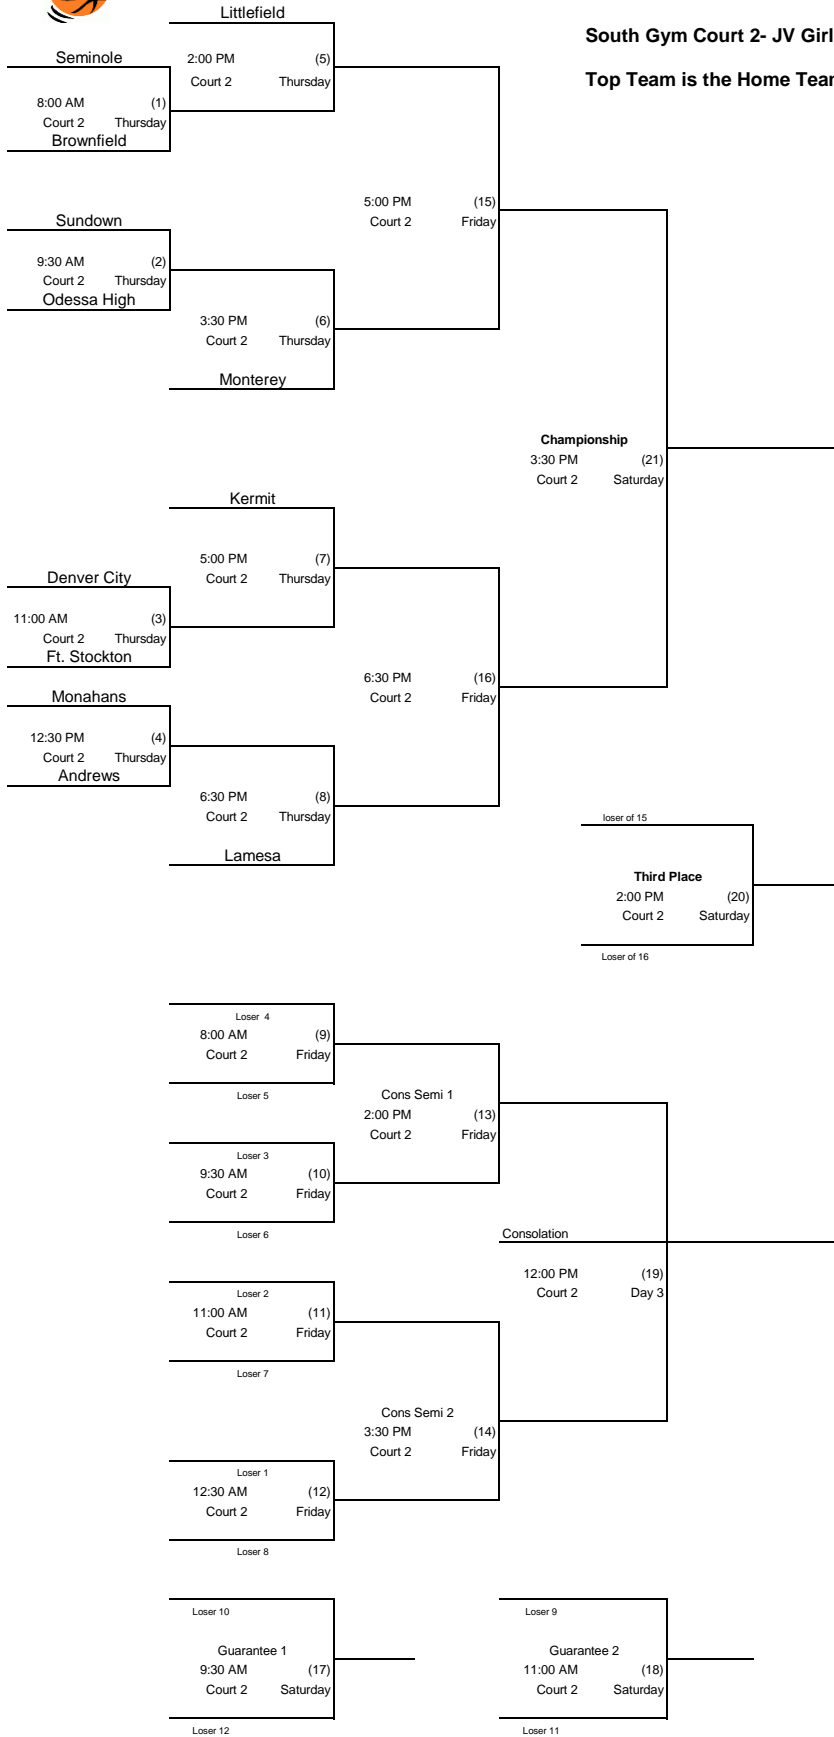 Littlefield
South Gym Court 2- JV Girl
Seminole
2:00 PM (5)
Court 2 Thursday
Top Team is the Home Tear
8:00 AM (1)
Court 2 Thursday
Brownfield
5:00 PM (15)
Court 2 Friday
Sundown
9:30 AM (2)
Court 2 Thursday
Odessa High
3:30 PM (6)
Court 2 Thursday
Monterey
Championship
3:30 PM (21)
Court 2 Saturday
Kermit
5:00 PM (7)
Court 2 Thursday
Denver City
11:00 AM (3)
Court 2 Thursday
Ft. Stockton
6:30 PM (16)
Court 2 Friday
Monahans
12:30 PM (4)
Court 2 Thursday
Andrews
6:30 PM (8)
Court 2 Thursday
Lamesa
loser of 15
Third Place
2:00 PM (20)
Court 2 Saturday
Loser of 16
Loser 4
8:00 AM (9)
Court 2 Friday
Loser 5
Cons Semi 1
2:00 PM (13)
Court 2 Friday
Loser 3
9:30 AM (10)
Court 2 Friday
Loser 6
Consolation
12:00 PM (19)
Court 2 Day 3
Loser 2
11:00 AM (11)
Court 2 Friday
Loser 7
Cons Semi 2
3:30 PM (14)
Court 2 Friday
Loser 1
12:30 AM (12)
Court 2 Friday
Loser 8
Loser 10
Guarantee 1
9:30 AM (17)
Court 2 Saturday
Loser 12
Loser 9
Guarantee 2
11:00 AM (18)
Court 2 Saturday
Loser 11